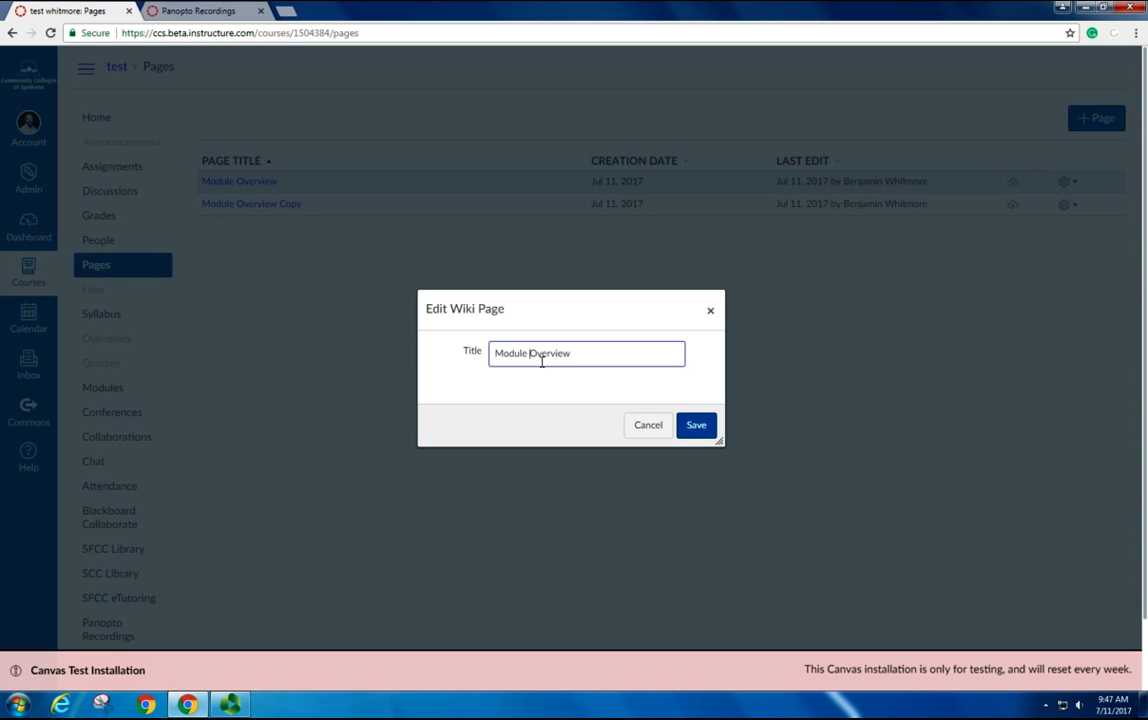 test whitmore: Pages
Panopto Recordings
Secure https://ccs.beta.instructure.com/courses/1504384/pages
Community Colleges
of Spokane
test › Pages
Account
Admin
Dashboard
Courses
Calendar
Inbox
Commons
Help
Home
Announcements
Assignments
Discussions
Grades
People
Pages
Files
Syllabus
Outcomes
Quizzes
Modules
Conferences
Collaborations
Chat
Attendance
Blackboard
Collaborate
SFCC Library
SCC Library
SFCC eTutoring
Panopto
Recordings
+ Page
PAGE TITLE CREATION DATE LAST EDIT
Module Overview Jul 11, 2017 Jul 11, 2017 by Benjamin Whitmore
Module Overview Copy Jul 11, 2017 Jul 11, 2017 by Benjamin Whitmore
Edit Wiki Page
Title Module Overview
Cancel Save
Canvas Test Installation This Canvas installation is only for testing, and will reset every week.
9:47 AM
7/11/2017